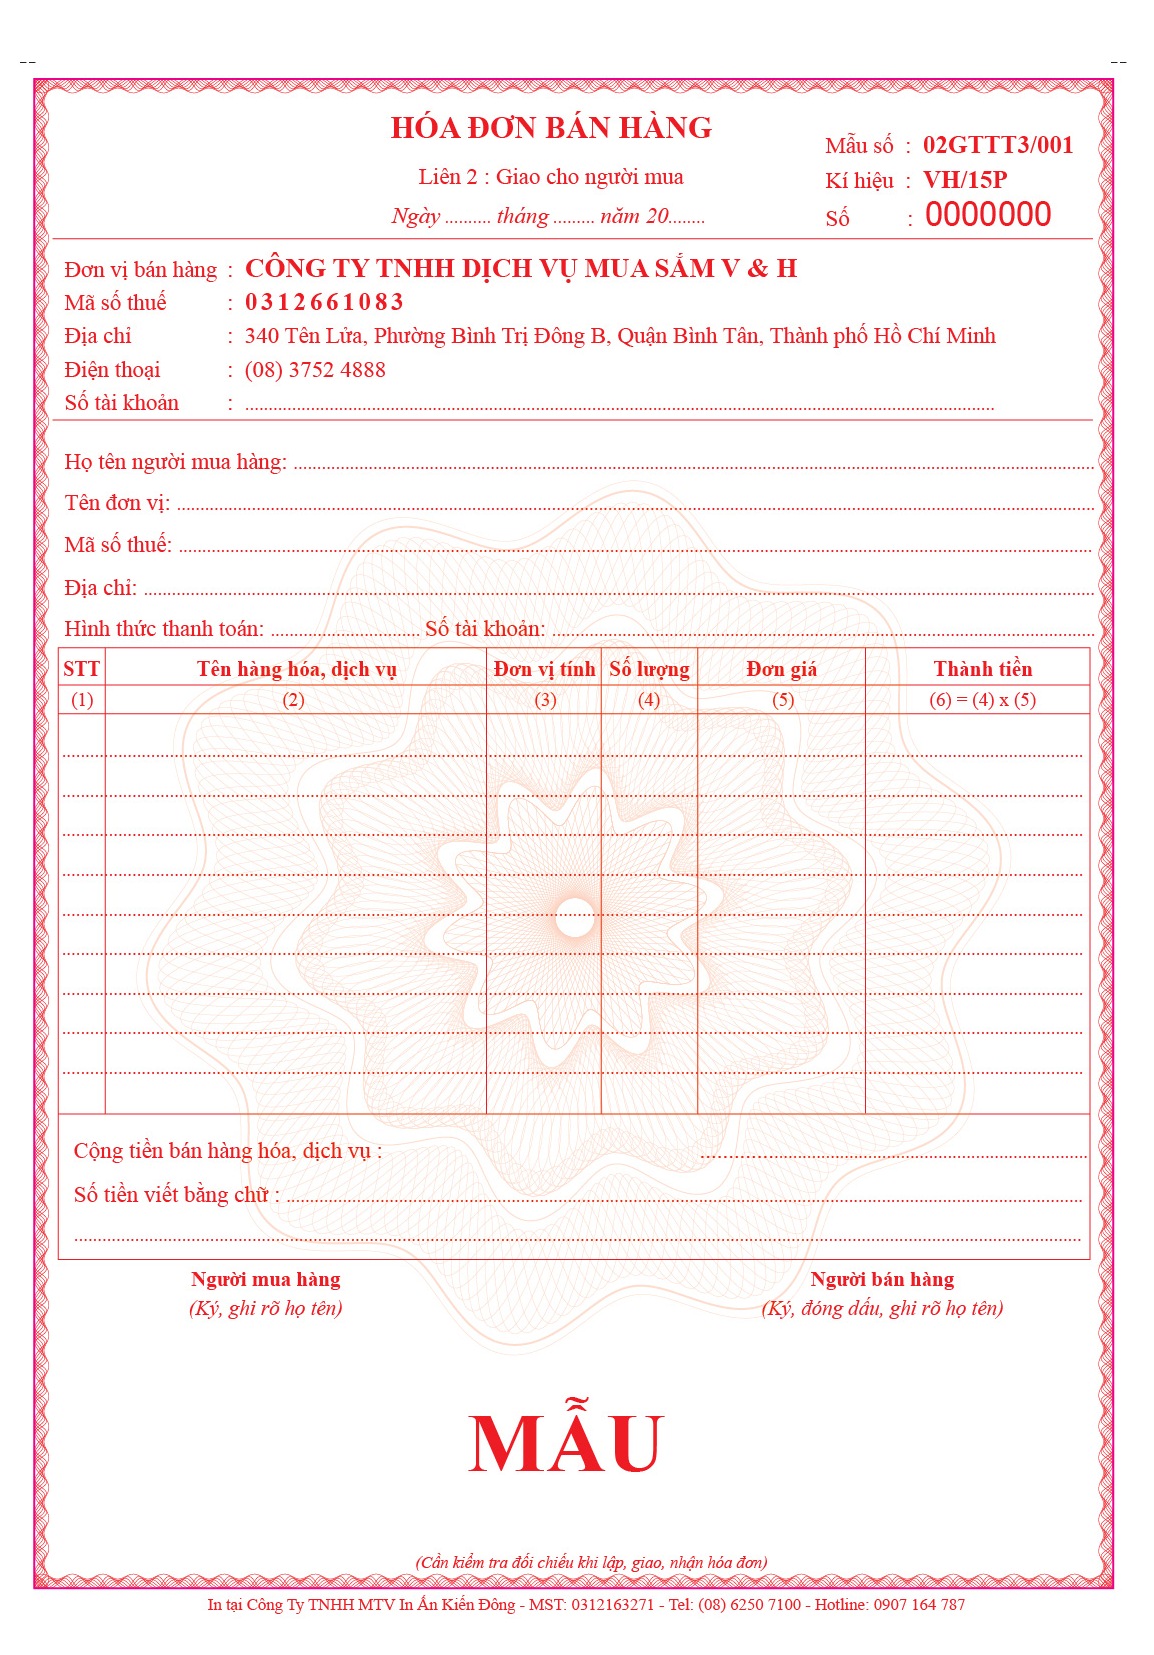 HÓA ĐƠN BÁN HÀNG
Liên 2 : Giao cho người mua
Ngày .......... tháng ......... năm 20........
Mẫu số : 02GTTT3/001
Kí hiệu : VH/15P
Số : 0000000
Đơn vị bán hàng : CÔNG TY TNHH DỊCH VỤ MUA SẮM V & H
Mã số thuế : 0312661083
Địa chỉ : 340 Tên Lửa, Phường Bình Trị Đông B, Quận Bình Tân, Thành phố Hồ Chí Minh
Điện thoại : (08) 3752 4888
Số tài khoản :
Họ tên người mua hàng:
Tên đơn vị:
Mã số thuế:
Địa chỉ:
Hình thức thanh toán: .......................... Số tài khoản:
STT Tên hàng hóa, dịch vụ Đơn vị tính Số lượng Đơn giá Thành tiền
(1) (2) (3) (4) (5) (6) = (4) x (5)
Cộng tiền bán hàng hóa, dịch vụ :
Số tiền viết bằng chữ :
Người mua hàng Người bán hàng
(Ký, ghi rõ họ tên) (Ký, đóng dấu, ghi rõ họ tên)
MẪU
(Cần kiểm tra đối chiếu khi lập, giao, nhận hóa đơn)
In tại Công Ty TNHH MTV In Ấn Kiến Đông - MST: 0312163271 - Tel: (08) 6250 7100 - Hotline: 0907 164 787